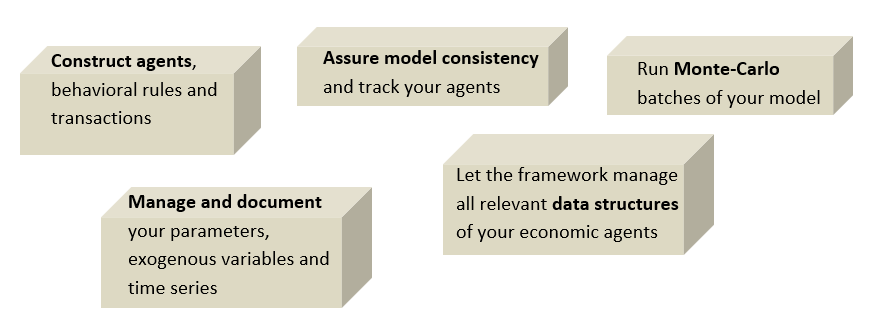 Construct agents,
behavioral rules and
transactions
Assure model consistency
and track your agents
Run Monte-Carlo
batches of your model
Manage and document
your parameters,
exogenous variables and
time series
Let the framework manage
all relevant data structures
of your economic agents